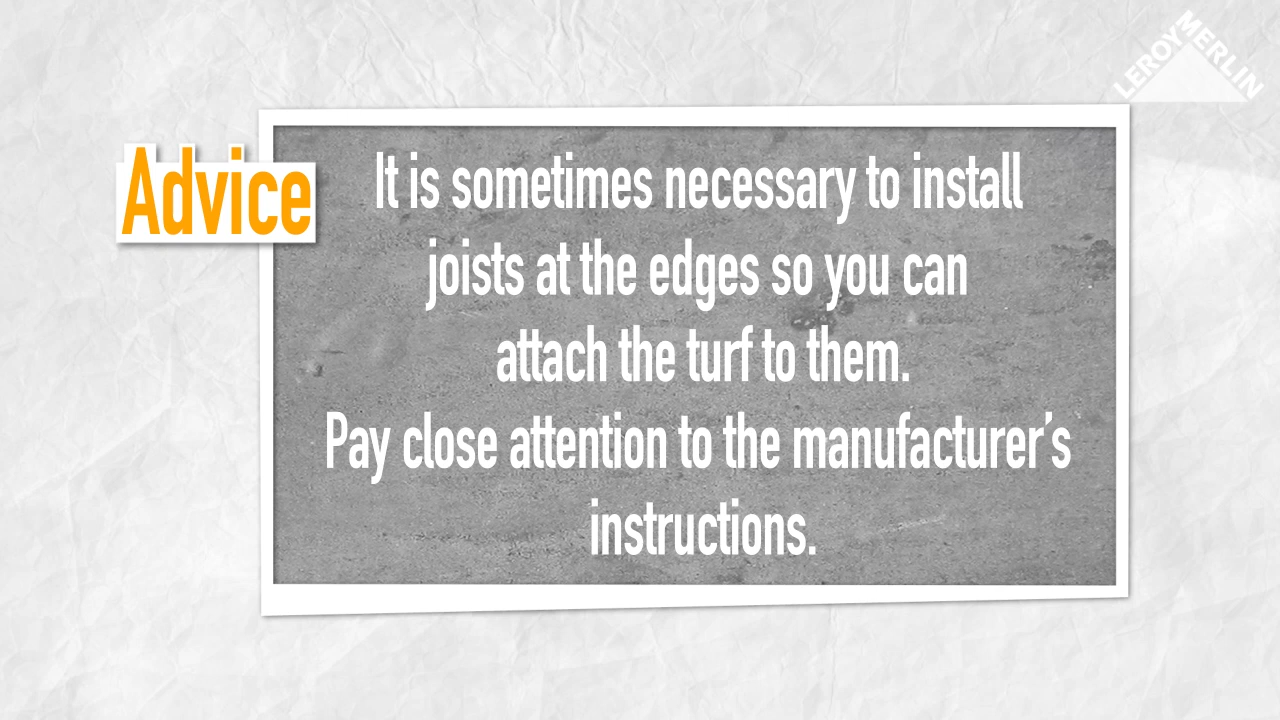 LEROY MERLIN
Advice
It is sometimes necessary to install
joists at the edges so you can
attach the turf to them.
Pay close attention to the manufacturer’s
instructions.